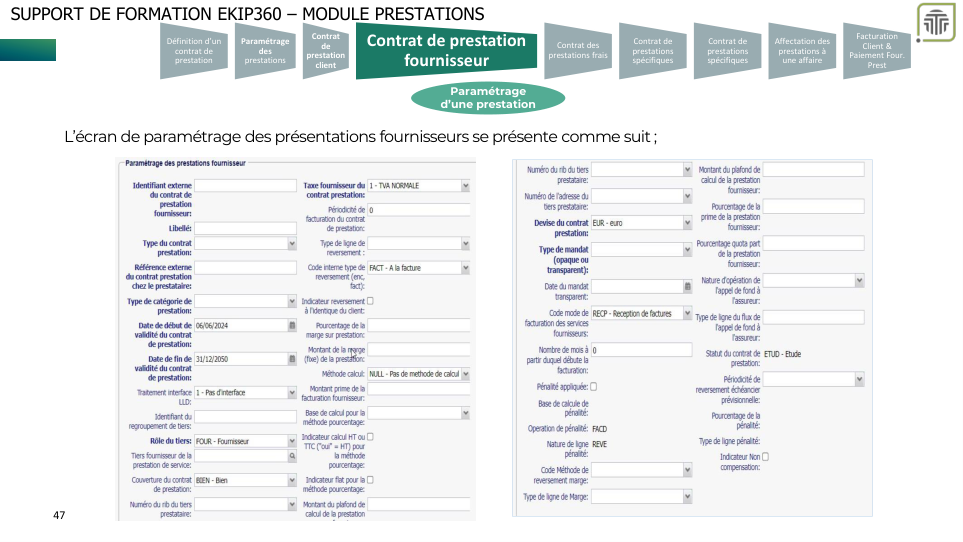 SUPPORT DE FORMATION EKIP360 – MODULE PRESTATIONS
Définition d'un
contrat de
prestation
Paramétrage
des
prestations
Contrat
de
prestation
client
Contrat de prestation
fournisseur
Contrat des
prestations frais
Contrat de
prestations
spécifiques
Contrat de
prestations
spécifiques
Affectation des
prestations à
une affaire
Facturation
Client &
Paiement Four.
Prest
Paramétrage
d'une prestation
L'écran de paramétrage des présentations fournisseurs se présente comme suit ;
Paramétrage des prestations fournisseur
Identifiant externe
du contrat de
prestation
fournisseur:
Libellé:
Type du contrat
prestation:
Référence externe
du contrat prestation
chez le prestataire:
Type de catégorie de
prestation:
Date de début de
validité du contrat
de prestation:
06/06/2024
Date de fin de
validité du contrat
de prestation:
31/12/2050
Traitement interface
LLD:
1 - Pas d'interface
Identifiant du
regroupement de tiers:
Rôle du tiers:
FOUR - Fournisseur
Tiers fournisseur de la
prestation de service:
Couverture du contrat
de prestation:
BIEN - Bien
Numéro du rib du tiers
prestataire:
Taxe fournisseur du
contrat prestation:
1 - TVA NORMALE
Périodicité de
facturation du contrat
de prestation:
0
Type de ligne de
reversement :
Code interne type de
reversement (enc,
fact):
FACT - A la facture
Indicateur reversement
à l'identique du client:
Pourcentage de la
marge sur prestation:
Montant de la marge
(fixe) de la prestation:
Méthode calcul:
NULL - Pas de methode de calcul
Montant prime de la
facturation fournisseur:
Base de calcul pour la
méthode pourcentage:
Indicateur calcul HT ou
TTC ("oui" = HT) pour
la méthode
pourcentage:
Indicateur flat pour la
méthode pourcentage:
Montant du plafond de
calcul de la prestation
Numéro du rib du tiers
prestataire:
Numéro de l'adresse du
tiers prestataire:
Devise du contrat
prestation:
EUR - euro
Type de mandat
(opaque ou
transparent):
Date du mandat
transparent:
Code mode de
facturation des services
fournisseurs:
RECP - Reception de factures
Nombre de mois à
partir duquel débute la
facturation:
0
Pénalité appliquée:
Base de calcule de
pénalité:
Operation de pénalité:
FACD
Nature de ligne
pénalité:
REVE
Code Méthode de
reversement marge:
Type de ligne de Marge:
Montant du plafond de
calcul de la prestation
fournisseur:
Pourcentage de la
prime de la prestation
fournisseur:
Pourcentage quota part
de la prestation
fournisseur:
Nature d'opération de
l'appel de fond à
l'assureur:
Type de ligne du flux de
l'appel de fond à
l'assureur:
Statut du contrat de
prestation:
ETUD - Etude
Périodicité de
reversement échéancier
prévisionnelle:
Pourcentage de la
pénalité:
Type de ligne pénalité:
Indicateur Non
compensation:
47